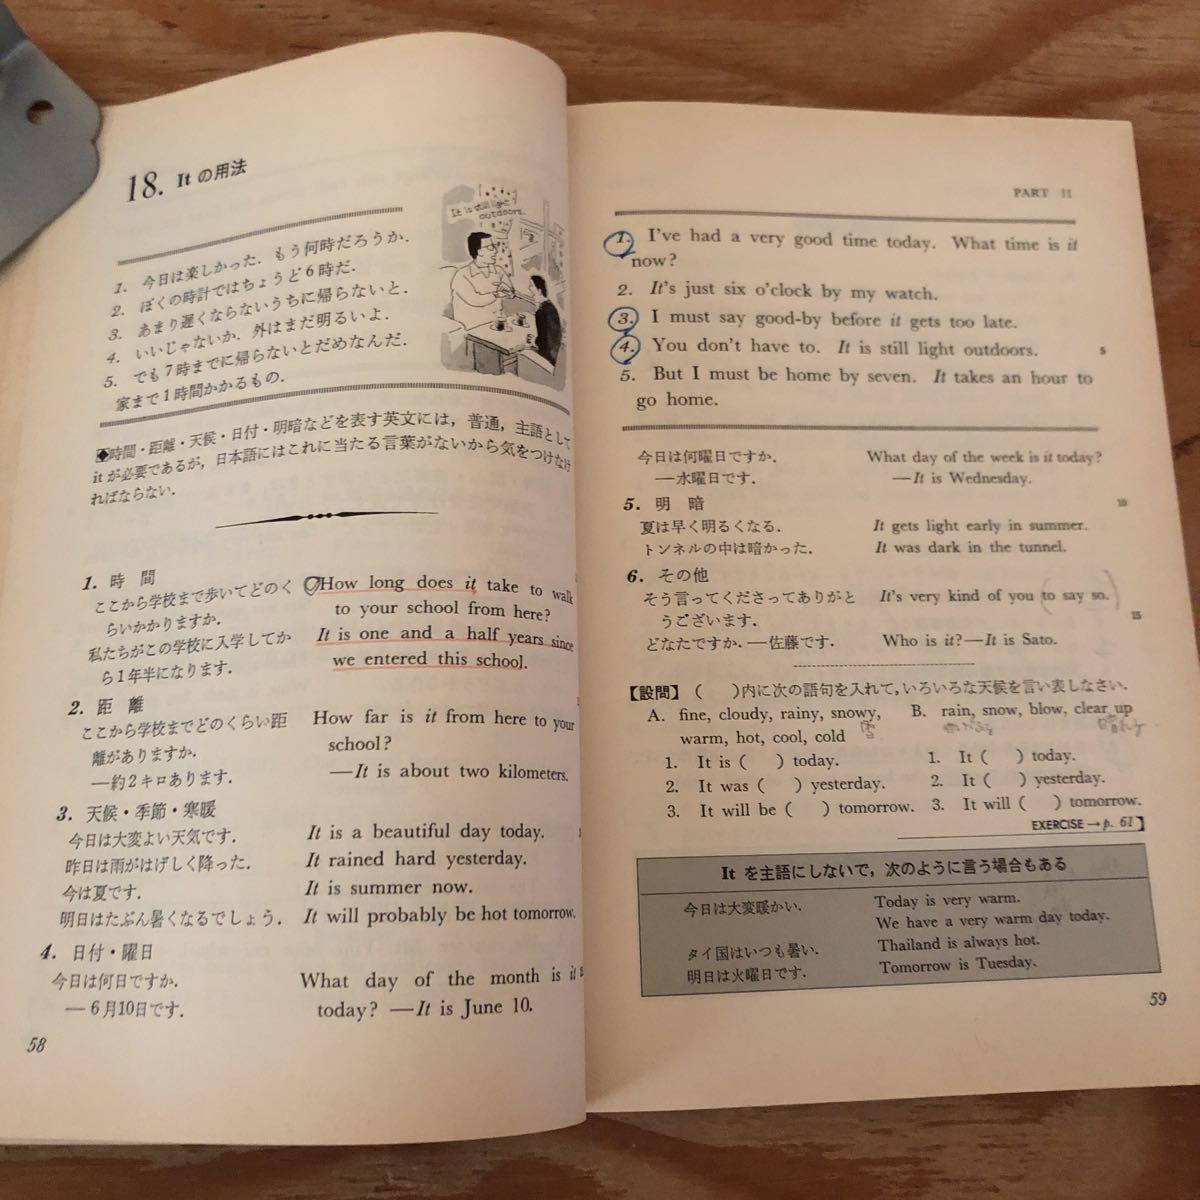 18. It の用法
It is still light
outdoors.
1. 今日は楽しかった．もう何時だろうか．
2. ぼくの時計ではちょうど6時だ．
3. あまり遅くならないうちに帰らないと．
4. いいじゃないか．外はまだ明るいよ．
5. でも7時までに帰らないとだめなんだ．
家まで1時間かかるもの．
◆時間・距離・天候・日付・明暗などを表す英文には，普通，主語として
it が必要であるが，日本語にはこれに当たる言葉がないから気をつけなけ
ればならない．
1. 時 間
ここから学校まで歩いてどのく
らいかかりますか．
How long does it take to walk
to your school from here?
私たちがこの学校に入学してか
ら1年半になります．
It is one and a half years since
we entered this school.
2. 距 離
ここから学校までどのくらい距
離がありますか．
How far is it from here to your
school?
―約2キロあります．
—It is about two kilometers.
3. 天候・季節・寒暖
今日は大変よい天気です．
It is a beautiful day today.
昨日は雨がはげしく降った．
It rained hard yesterday.
今は夏です．
It is summer now.
明日はたぶん暑くなるでしょう．
It will probably be hot tomorrow.
4. 日付・曜日
今日は何日ですか．
What day of the month is it
today? —It is June 10.
―6月10日です．
58
PART II
1. I've had a very good time today. What time is it
now?
2. It's just six o'clock by my watch.
3. I must say good-by before it gets too late.
4. You don't have to. It is still light outdoors.
5
5. But I must be home by seven. It takes an hour to
go home.
今日は何曜日ですか．
What day of the week is it today?
―水曜日です．
—It is Wednesday.
5. 明 暗
10
夏は早く明るくなる．
It gets light early in summer.
トンネルの中は暗かった．
It was dark in the tunnel.
6. その他
そう言ってくださってありがと
うございます．
It's very kind of you (to say so.)
15
どなたですか．―佐藤です．
Who is it?—It is Sato.
【設問】( )内に次の語句を入れて，いろいろな天候を言い表しなさい．
A. fine, cloudy, rainy, snowy,
warm, hot, cool, cold
B. rain, snow, blow, clear up
1. It is ( ) today.
1. It ( ) today.
2. It was ( ) yesterday.
2. It ( ) yesterday.
3. It will be ( ) tomorrow.
3. It will ( ) tomorrow.
EXERCISE→p. 61】
It を主語にしないで，次のように言う場合もある
今日は大変暖かい．
Today is very warm.
We have a very warm day today.
タイ国はいつも暑い．
Thailand is always hot.
明日は火曜日です．
Tomorrow is Tuesday.
59